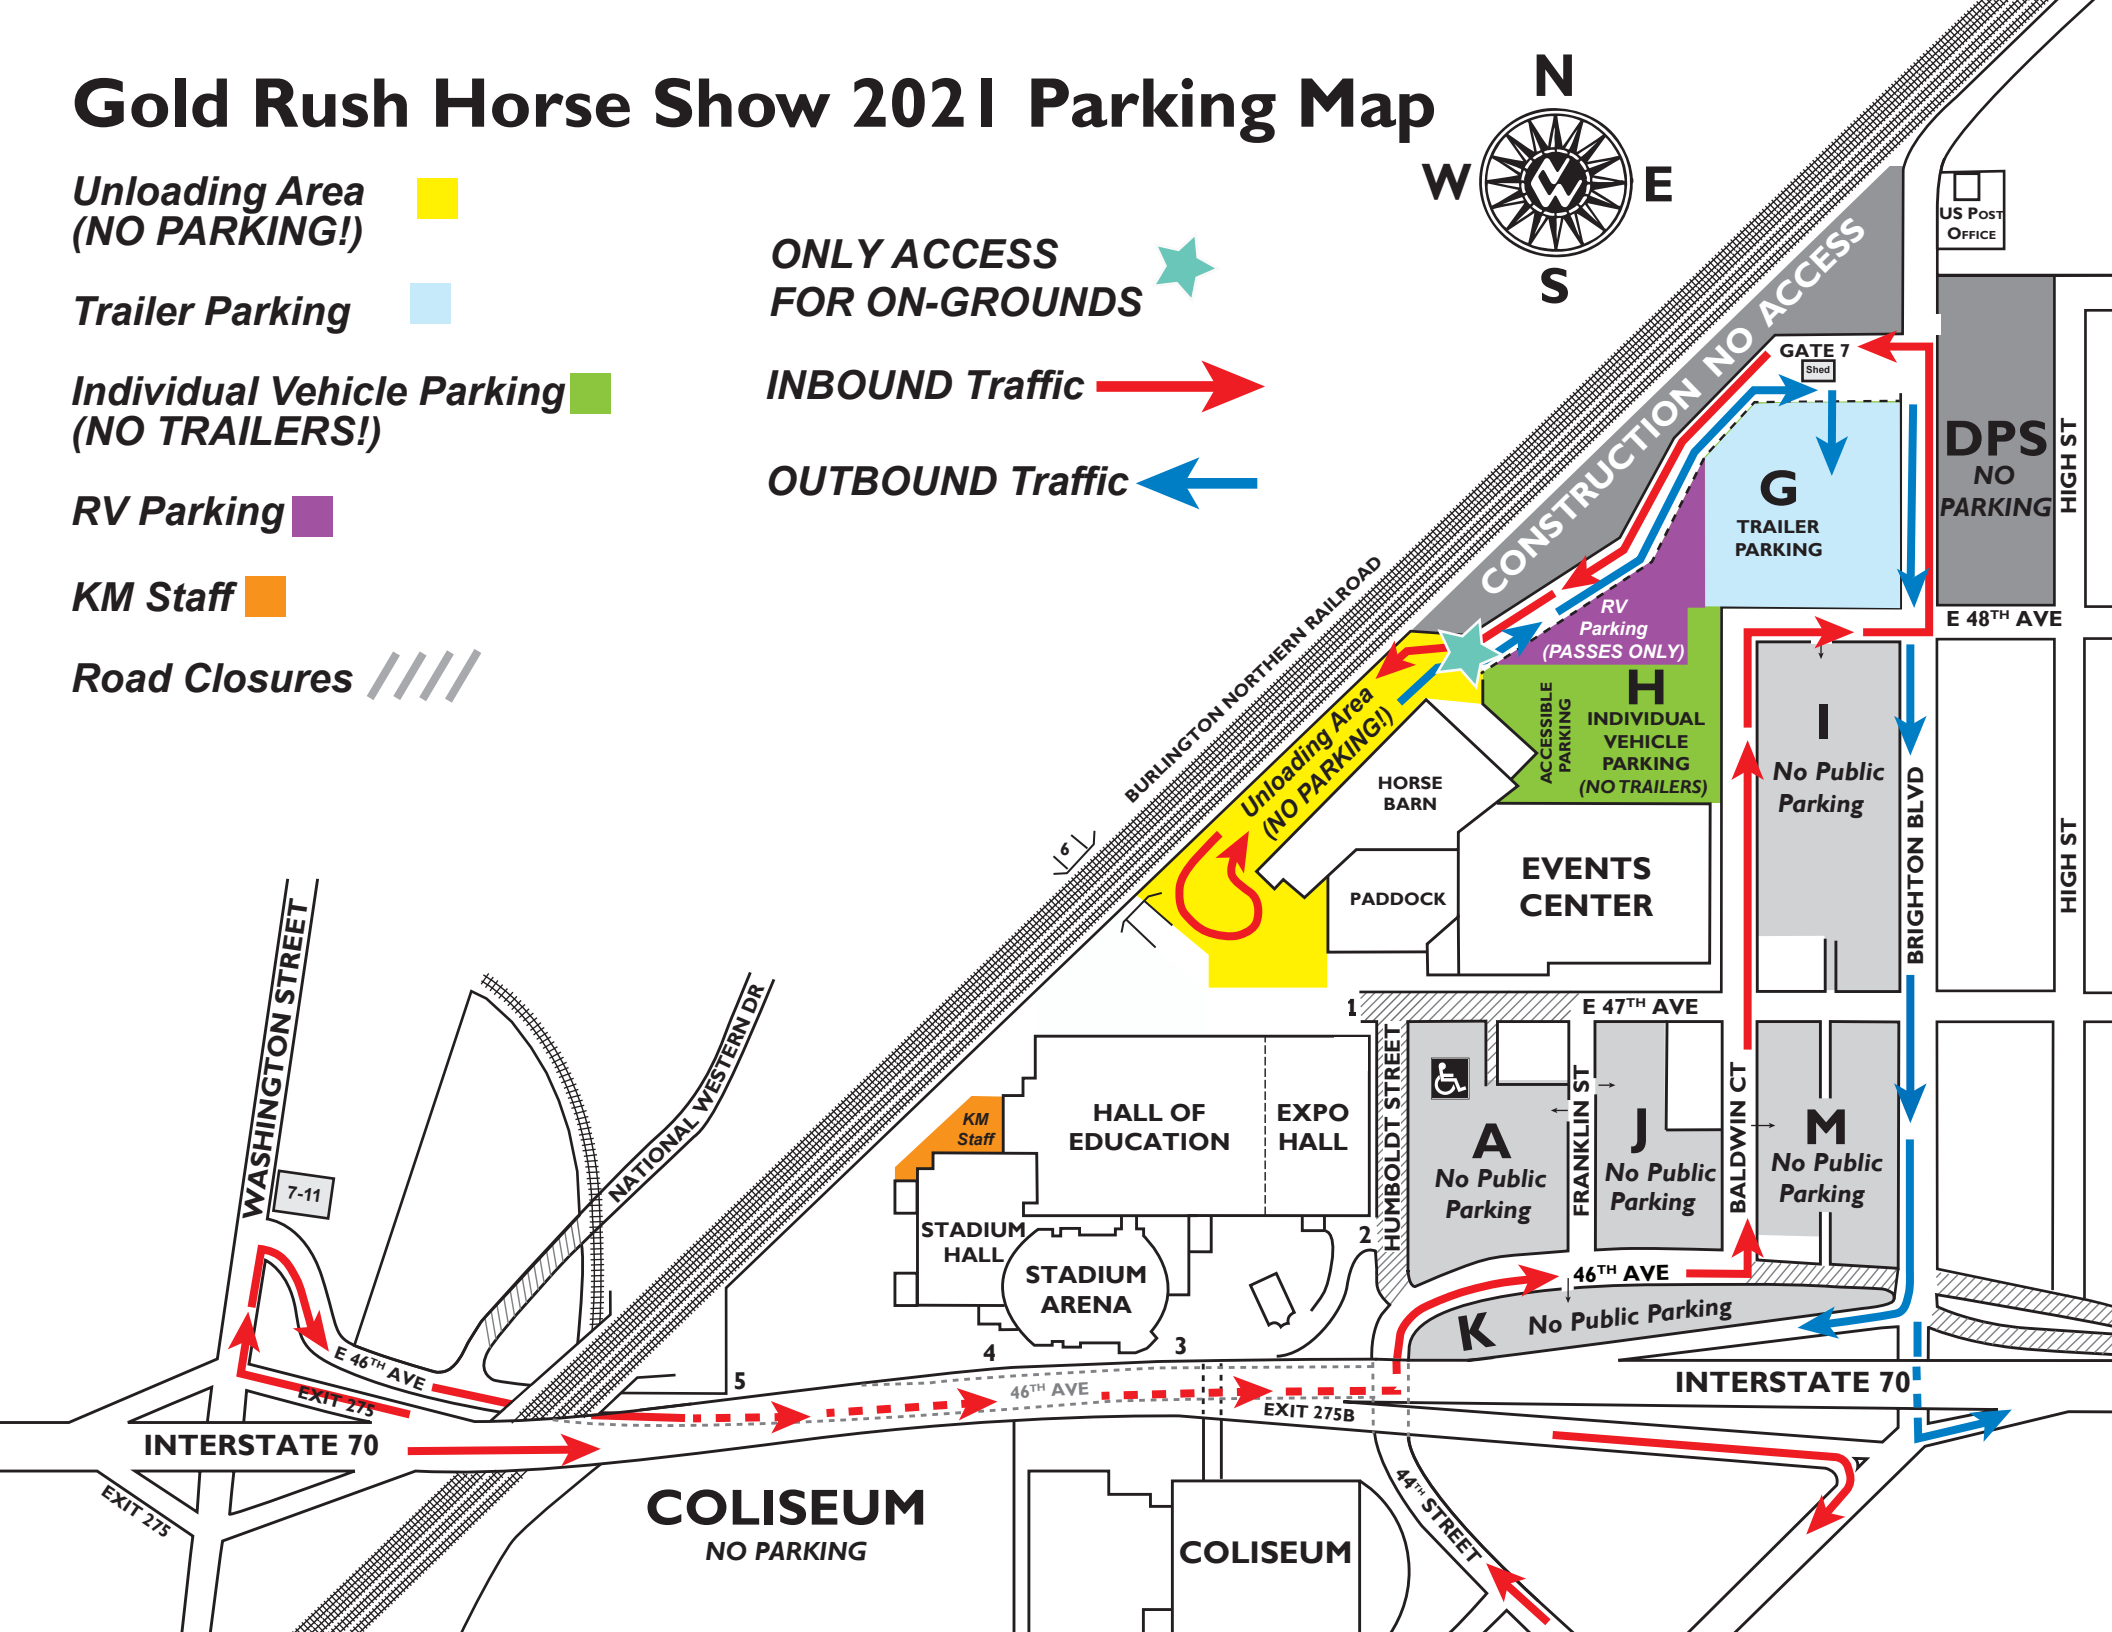 Gold Rush Horse Show 2021 Parking Map
Unloading Area
(NO PARKING!)
Trailer Parking
Individual Vehicle Parking
(NO TRAILERS!)
RV Parking
KM Staff
Road Closures
ONLY ACCESS
FOR ON-GROUNDS
INBOUND Traffic
OUTBOUND Traffic
N
W
E
S
US POST
OFFICE
CONSTRUCTION NO ACCESS
GATE 7
Shed
DPS
NO
PARKING
HIGH ST
G
TRAILER
PARKING
E 48TH AVE
RV
Parking
(PASSES ONLY)
BURLINGTON NORTHERN RAILROAD
H
INDIVIDUAL
VEHICLE
PARKING
(NO TRAILERS)
ACCESSIBLE
PARKING
Unloading Area
(NO PARKING!)
I
No Public
Parking
HORSE
BARN
PADDOCK
EVENTS
CENTER
BRIGHTON BLVD
HIGH ST
6
WASHINGTON STREET
NATIONAL WESTERN DR
7-11
1
E 47TH AVE
HALL OF
EDUCATION
EXPO
HALL
KM
Staff
HUMBOLDT STREET
A
No Public
Parking
FRANKLIN ST
J
No Public
Parking
BALDWIN CT
M
No Public
Parking
STADIUM
HALL
STADIUM
ARENA
2
46TH AVE
K
No Public Parking
3
4
5
E 46TH AVE
EXIT 275
46TH AVE
EXIT 275B
INTERSTATE 70
INTERSTATE 70
EXIT 275
44TH STREET
COLISEUM
NO PARKING
COLISEUM